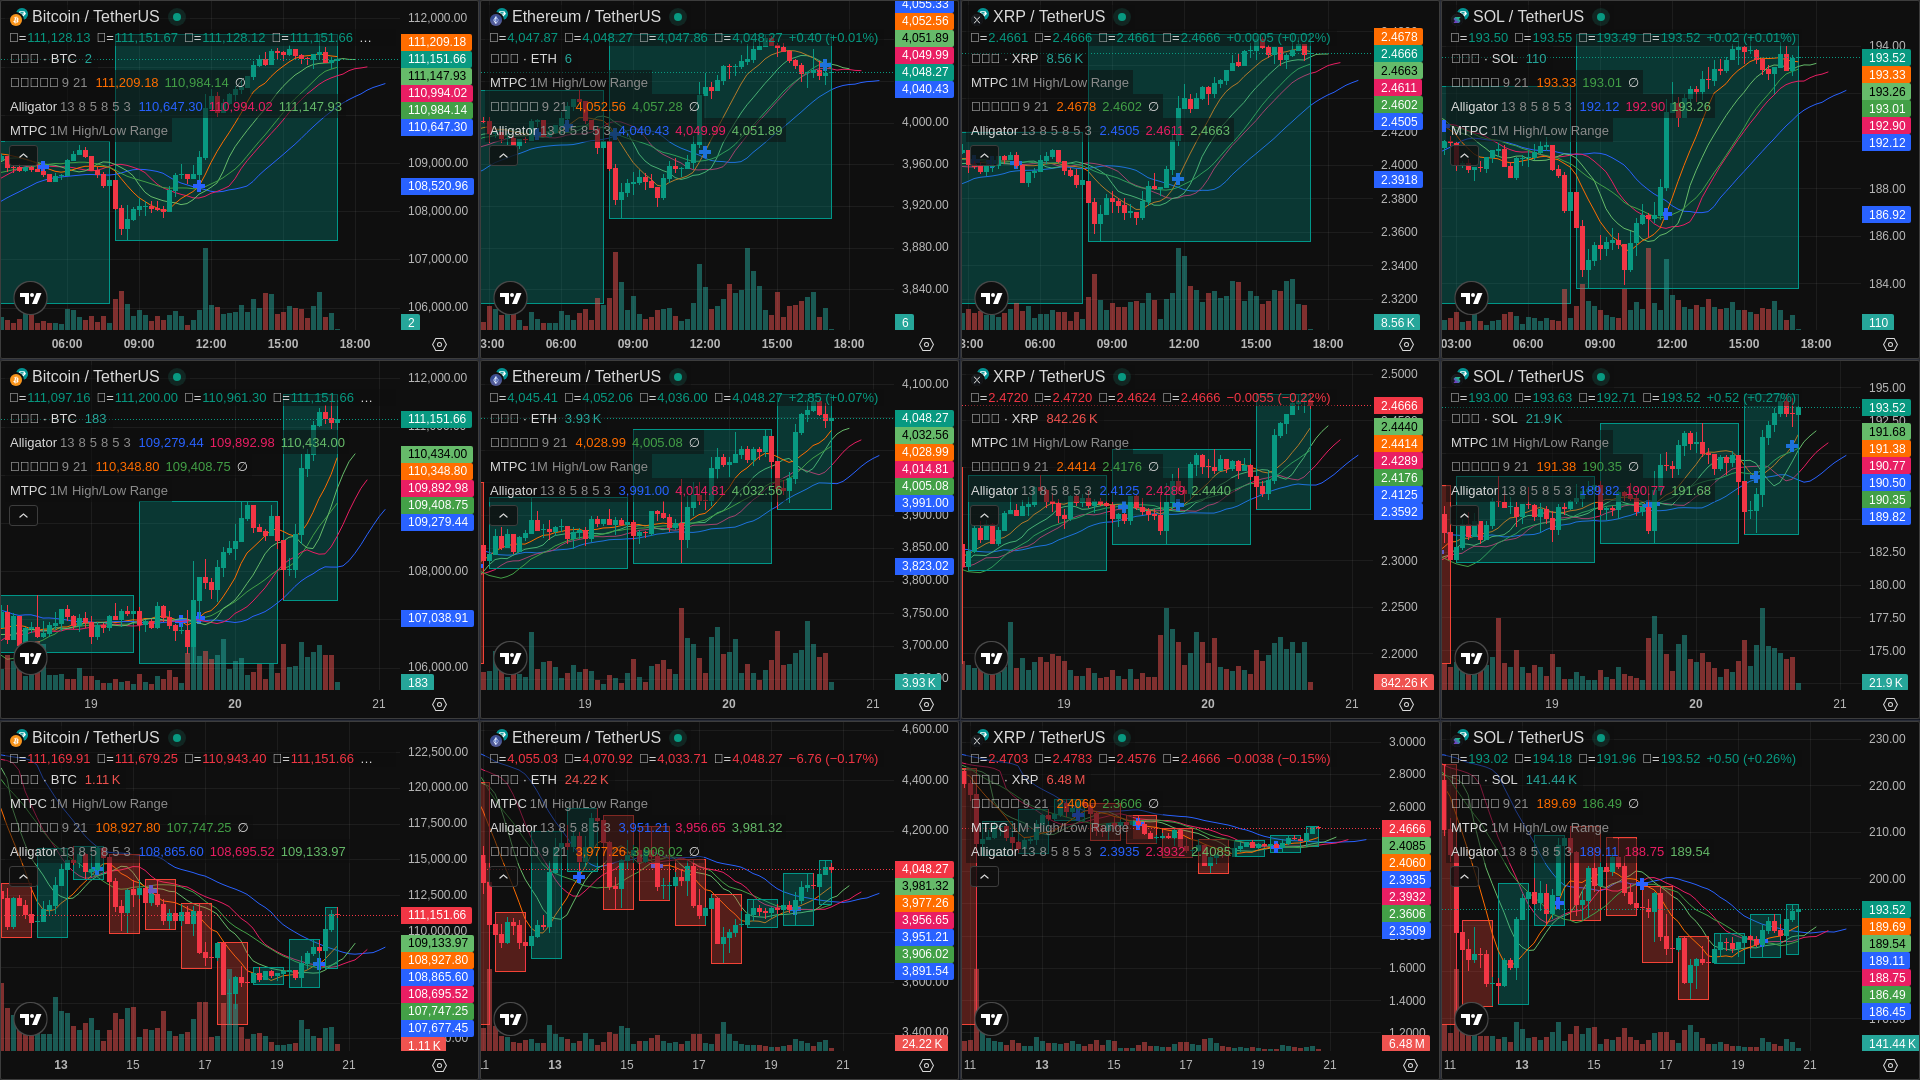 Bitcoin / TetherUS
=111,128.13 =111,151.67 =111,128.12 =111,151.66 ...
· BTC 2
9 21 111,209.18 110,984.14 ∅
Alligator 13 8 5 8 5 3 110,647.30 110,994.02 111,147.93
MTPC 1M High/Low Range
112,000.00
111,209.18
111,151.66
111,147.93
110,994.02
110,984.14
110,647.30
109,000.00
108,520.96
108,000.00
107,000.00
106,000.00
2
06:00 09:00 12:00 15:00 18:00
Ethereum / TetherUS
=4,047.87 =4,048.27 =4,047.86 =4,048.27 +0.40 (+0.01%)
· ETH 6
MTPC 1M High/Low Range
9 21 4,052.56 4,057.28 ∅
Alligator 13 8 5 8 5 3 4,040.43 4,049.99 4,051.89
4,055.33
4,052.56
4,051.89
4,049.99
4,048.27
4,040.43
4,000.00
3,960.00
3,920.00
3,880.00
3,840.00
6
3:00 06:00 09:00 12:00 15:00 18:00
XRP / TetherUS
=2.4661 =2.4666 =2.4661 =2.4666 +0.0005 (+0.02%)
· XRP 8.56 K
MTPC 1M High/Low Range
9 21 2.4678 2.4602 ∅
Alligator 13 8 5 8 5 3 2.4505 2.4611 2.4663
2.4678
2.4666
2.4663
2.4611
2.4602
2.4505
2.4200
2.4000
2.3918
2.3800
2.3600
2.3400
2.3200
8.56 K
3:00 06:00 09:00 12:00 15:00 18:00
SOL / TetherUS
=193.50 =193.55 =193.49 =193.52 +0.02 (+0.01%)
· SOL 110
9 21 193.33 193.01 ∅
Alligator 13 8 5 8 5 3 192.12 192.90 193.26
MTPC 1M High/Low Range
194.00
193.52
193.33
193.26
193.01
192.90
192.12
188.00
186.92
186.00
184.00
110
03:00 06:00 09:00 12:00 15:00 18:00
Bitcoin / TetherUS
=111,097.16 =111,200.00 =110,961.30 =111,151.66 ...
· BTC 183
Alligator 13 8 5 8 5 3 109,279.44 109,892.98 110,434.00
9 21 110,348.80 109,408.75 ∅
MTPC 1M High/Low Range
112,000.00
111,151.66
110,434.00
110,348.80
109,892.98
109,408.75
109,279.44
108,000.00
107,038.91
106,000.00
183
19 20 21
Ethereum / TetherUS
=4,045.41 =4,052.06 =4,036.00 =4,048.27 +2.85 (+0.07%)
· ETH 3.93 K
9 21 4,028.99 4,005.08 ∅
MTPC 1M High/Low Range
Alligator 13 8 5 8 5 3 3,991.00 4,014.81 4,032.56
4,100.00
4,048.27
4,032.56
4,028.99
4,014.81
4,005.08
3,991.00
3,900.00
3,850.00
3,823.02
3,800.00
3,750.00
3,700.00
3.93 K
19 20 21
XRP / TetherUS
=2.4720 =2.4720 =2.4624 =2.4666 −0.0055 (−0.22%)
· XRP 842.26 K
MTPC 1M High/Low Range
9 21 2.4414 2.4176 ∅
Alligator 13 8 5 8 5 3 2.4125 2.4289 2.4440
2.5000
2.4666
2.4440
2.4414
2.4289
2.4176
2.4125
2.3592
2.3000
2.2500
2.2000
842.26 K
19 20 21
SOL / TetherUS
=193.00 =193.63 =192.71 =193.52 +0.52 (+0.27%)
· SOL 21.9 K
MTPC 1M High/Low Range
9 21 191.38 190.35 ∅
Alligator 13 8 5 8 5 3 189.82 190.77 191.68
195.00
193.52
191.68
191.38
190.77
190.50
190.35
189.82
182.50
180.00
177.50
175.00
21.9 K
19 20 21
Bitcoin / TetherUS
=111,169.91 =111,679.25 =110,943.40 =111,151.66 ...
· BTC 1.11 K
MTPC 1M High/Low Range
9 21 108,927.80 107,747.25 ∅
Alligator 13 8 5 8 5 3 108,865.60 108,695.52 109,133.97
122,500.00
120,000.00
117,500.00
115,000.00
112,500.00
111,151.66
110,000.00
109,133.97
108,927.80
108,865.60
108,695.52
107,747.25
107,677.45
1.11 K
13 15 17 19 21
Ethereum / TetherUS
=4,055.03 =4,070.92 =4,033.71 =4,048.27 −6.76 (−0.17%)
· ETH 24.22 K
MTPC 1M High/Low Range
Alligator 13 8 5 8 5 3 3,951.21 3,956.65 3,981.32
9 21 3,977.26 3,906.02 ∅
4,600.00
4,400.00
4,200.00
4,048.27
3,981.32
3,977.26
3,956.65
3,951.21
3,906.02
3,891.54
3,600.00
3,400.00
24.22 K
13 15 17 19 21
XRP / TetherUS
=2.4703 =2.4783 =2.4576 =2.4666 −0.0038 (−0.15%)
· XRP 6.48 M
9 21 2.4060 2.3606 ∅
MTPC 1M High/Low Range
Alligator 13 8 5 8 5 3 2.3935 2.3932 2.4085
3.0000
2.8000
2.6000
2.4666
2.4085
2.4060
2.3935
2.3932
2.3606
2.3509
1.6000
1.4000
1.2000
6.48 M
11 13 15 17 19 21
SOL / TetherUS
=193.02 =194.18 =191.96 =193.52 +0.50 (+0.26%)
· SOL 141.44 K
9 21 189.69 186.49 ∅
MTPC 1M High/Low Range
Alligator 13 8 5 8 5 3 189.11 188.75 189.54
230.00
220.00
210.00
200.00
193.52
189.69
189.54
189.11
188.75
186.49
186.45
141.44 K
11 13 15 17 19 21